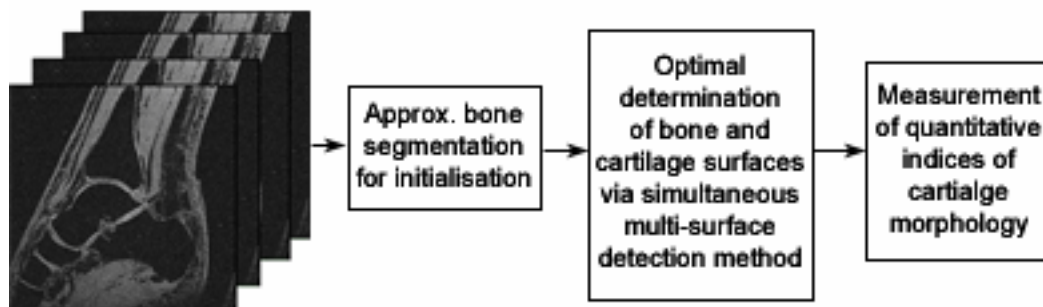 Approx. bone
segmentation
for initialisation
Optimal
determination
of bone and
cartilage surfaces
via simultaneous
multi-surface
detection method
Measurement
of quantitative
indices of
cartialge
morphology